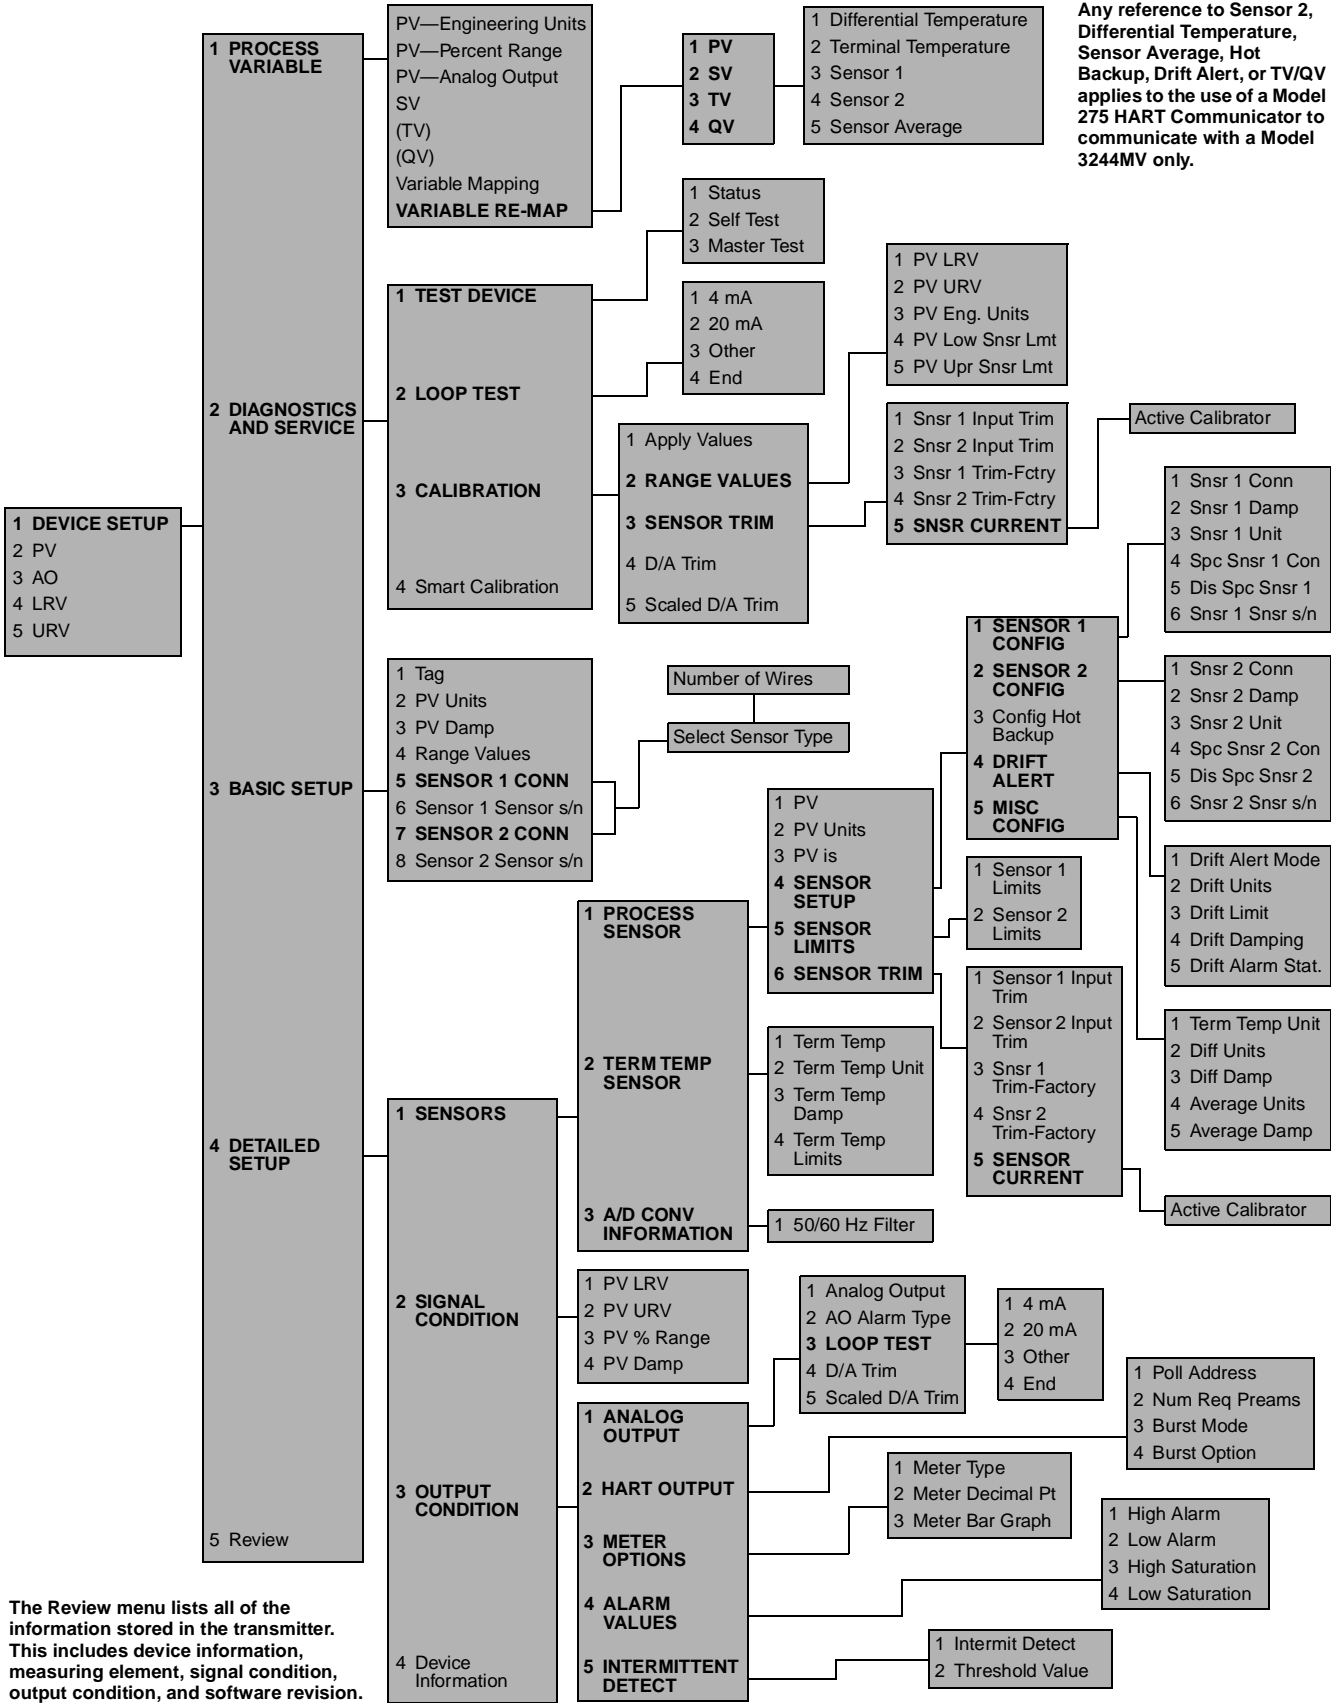 1 DEVICE SETUP
2 PV
3 AO
4 LRV
5 URV
1 PROCESS
VARIABLE
2 DIAGNOSTICS
AND SERVICE
3 BASIC SETUP
4 DETAILED
SETUP
5 Review
PV—Engineering Units
PV—Percent Range
PV—Analog Output
SV
(TV)
(QV)
Variable Mapping
VARIABLE RE-MAP
1 PV
2 SV
3 TV
4 QV
1 Differential Temperature
2 Terminal Temperature
3 Sensor 1
4 Sensor 2
5 Sensor Average
Any reference to Sensor 2,
Differential Temperature,
Sensor Average, Hot
Backup, Drift Alert, or TV/QV
applies to the use of a Model
275 HART Communicator to
communicate with a Model
3244MV only.
1 TEST DEVICE
2 LOOP TEST
3 CALIBRATION
4 Smart Calibration
1 Status
2 Self Test
3 Master Test
1 4 mA
2 20 mA
3 Other
4 End
1 Apply Values
2 RANGE VALUES
3 SENSOR TRIM
4 D/A Trim
5 Scaled D/A Trim
1 PV LRV
2 PV URV
3 PV Eng. Units
4 PV Low Snsr Lmt
5 PV Upr Snsr Lmt
1 Snsr 1 Input Trim
2 Snsr 2 Input Trim
3 Snsr 1 Trim-Fctry
4 Snsr 2 Trim-Fctry
5 SNSR CURRENT
Active Calibrator
1 Tag
2 PV Units
3 PV Damp
4 Range Values
5 SENSOR 1 CONN
6 Sensor 1 Sensor s/n
7 SENSOR 2 CONN
8 Sensor 2 Sensor s/n
Number of Wires
Select Sensor Type
1 SENSORS
2 SIGNAL
CONDITION
3 OUTPUT
CONDITION
4 Device
Information
1 PROCESS
SENSOR
2 TERM TEMP
SENSOR
3 A/D CONV
INFORMATION
1 PV
2 PV Units
3 PV is
4 SENSOR
SETUP
5 SENSOR
LIMITS
6 SENSOR TRIM
1 SENSOR 1
CONFIG
2 SENSOR 2
CONFIG
3 Config Hot
Backup
4 DRIFT
ALERT
5 MISC
CONFIG
1 Snsr 1 Conn
2 Snsr 1 Damp
3 Snsr 1 Unit
4 Spc Snsr 1 Con
5 Dis Spc Snsr 1
6 Snsr 1 Snsr s/n
1 Snsr 2 Conn
2 Snsr 2 Damp
3 Snsr 2 Unit
4 Spc Snsr 2 Con
5 Dis Spc Snsr 2
6 Snsr 2 Snsr s/n
1 Drift Alert Mode
2 Drift Units
3 Drift Limit
4 Drift Damping
5 Drift Alarm Stat.
1 Term Temp Unit
2 Diff Units
3 Diff Damp
4 Average Units
5 Average Damp
1 Sensor 1
Limits
2 Sensor 2
Limits
1 Sensor 1 Input
Trim
2 Sensor 2 Input
Trim
3 Snsr 1
Trim-Factory
4 Snsr 2
Trim-Factory
5 SENSOR
CURRENT
Active Calibrator
1 Term Temp
2 Term Temp Unit
3 Term Temp
Damp
4 Term Temp
Limits
1 50/60 Hz Filter
1 PV LRV
2 PV URV
3 PV % Range
4 PV Damp
1 ANALOG
OUTPUT
2 HART OUTPUT
3 METER
OPTIONS
4 ALARM
VALUES
5 INTERMITTENT
DETECT
1 Analog Output
2 AO Alarm Type
3 LOOP TEST
4 D/A Trim
5 Scaled D/A Trim
1 4 mA
2 20 mA
3 Other
4 End
1 Poll Address
2 Num Req Preams
3 Burst Mode
4 Burst Option
1 Meter Type
2 Meter Decimal Pt
3 Meter Bar Graph
1 High Alarm
2 Low Alarm
3 High Saturation
4 Low Saturation
1 Intermit Detect
2 Threshold Value
The Review menu lists all of the
information stored in the transmitter.
This includes device information,
measuring element, signal condition,
output condition, and software revision.